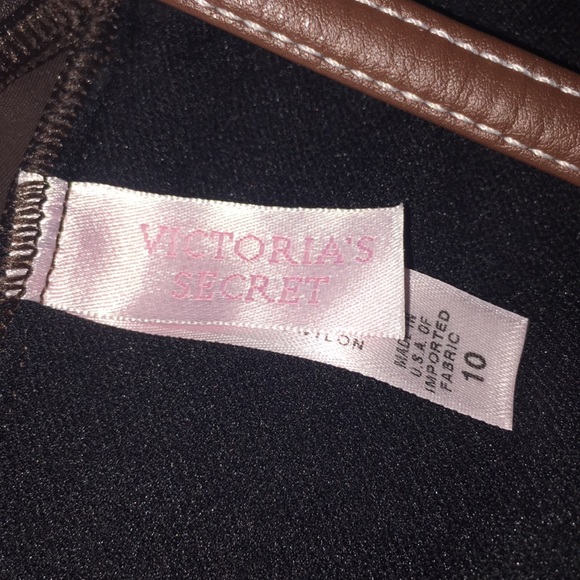 VICTORIA'S
SECRET
MADE IN
U.S.A. OF
IMPORTED
FABRIC
10